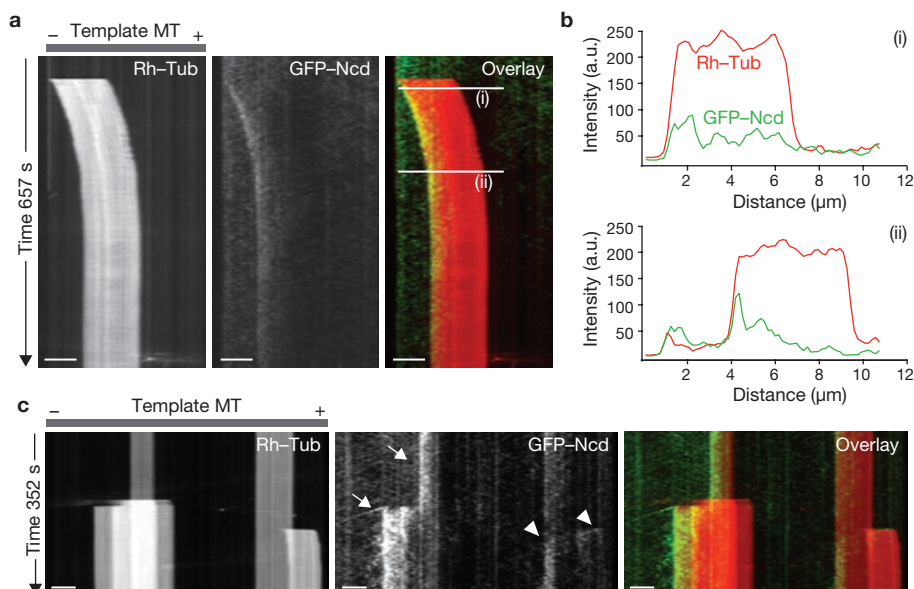 a
Template MT
− +
Rh–Tub
GFP–Ncd
Overlay
(i)
(ii)
Time 657 s
b
(i)
Intensity (a.u.)
250
200
150
100
50
Rh–Tub
GFP–Ncd
2 4 6 8 10 12
Distance (µm)
(ii)
Intensity (a.u.)
250
200
150
100
50
2 4 6 8 10 12
Distance (µm)
c
Template MT
− +
Rh–Tub
GFP–Ncd
Overlay
Time 352 s